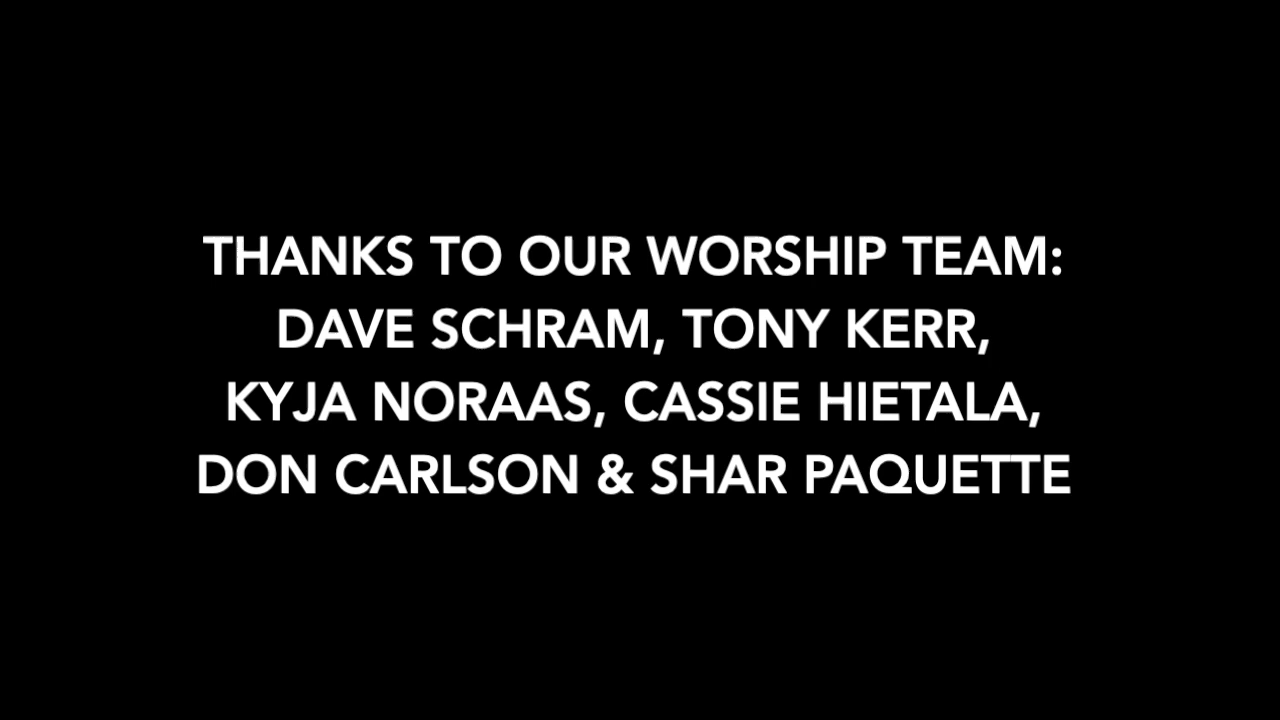 THANKS TO OUR WORSHIP TEAM:
DAVE SCHRAM, TONY KERR,
KYJA NORAAS, CASSIE HIETALA,
DON CARLSON & SHAR PAQUETTE